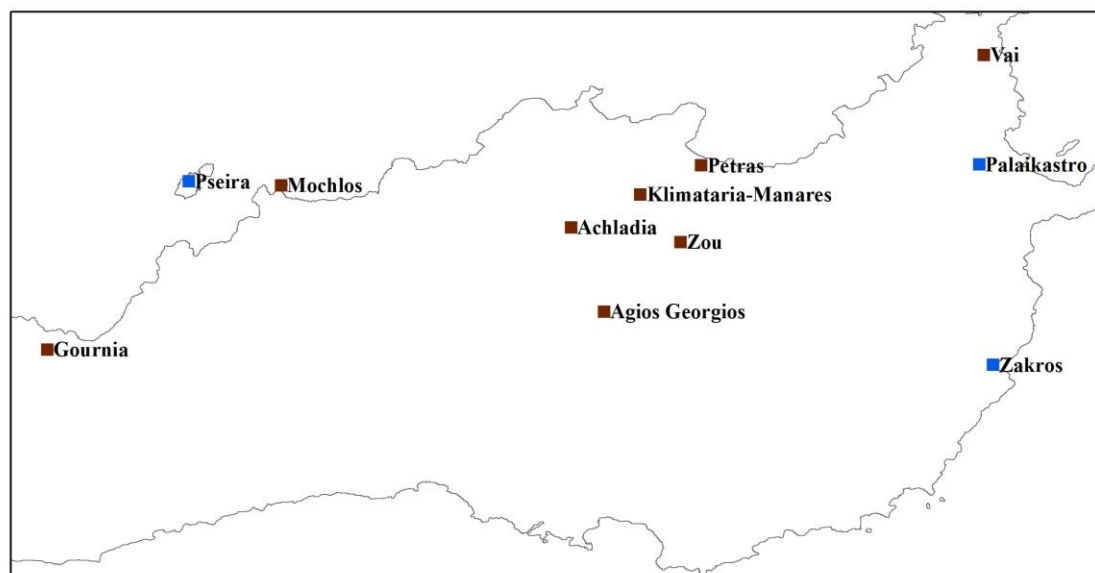 Vai
Petras
Palaikastro
Pseira
Mochlos
Klimataria-Manares
Achladia
Zou
Agios Georgios
Gournia
Zakros